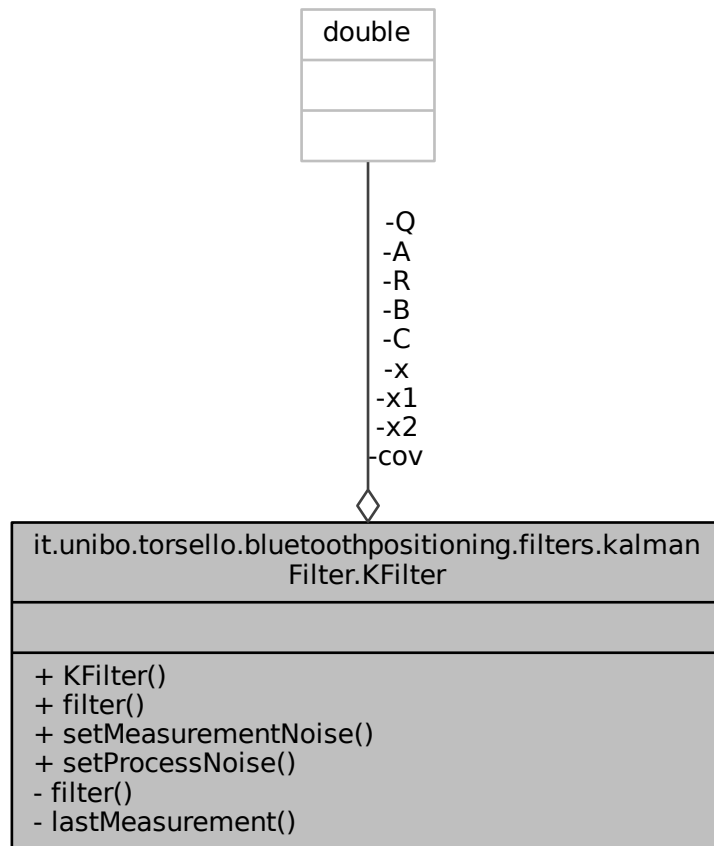 double
-Q
-A
-R
-B
-C
-x
-x1
-x2
-cov
it.unibo.torsello.bluetoothpositioning.filters.kalman
Filter.KFilter
+ KFilter()
+ filter()
+ setMeasurementNoise()
+ setProcessNoise()
- filter()
- lastMeasurement()